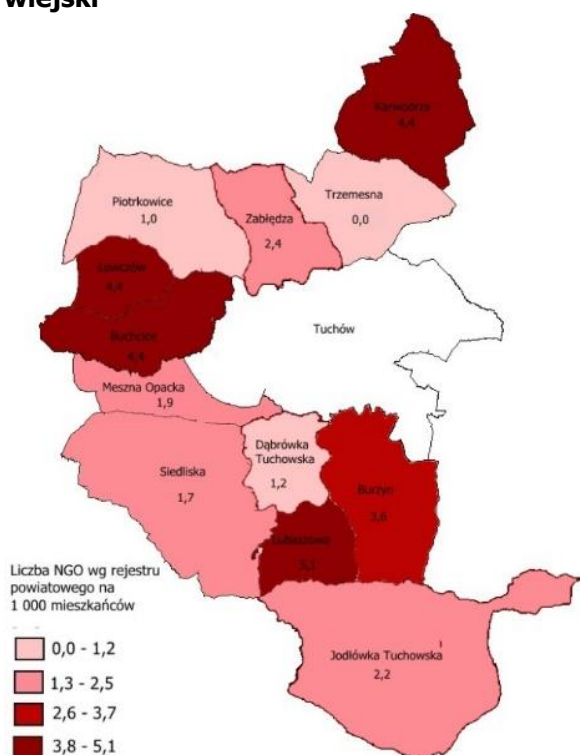 wiejski
Karwodrza
4,4
Piotrkowice
1,0
Zabłędza
2,4
Trzemesna
0,0
Łowczów
4,4
Buchcice
4,4
Tuchów
Meszna Opacka
1,9
Dąbrówka
Tuchowska
1,2
Siedliska
1,7
Burzyn
3,6
Lubaszowa
5,1
Liczba NGO wg rejestru
powiatowego na
1 000 mieszkańców
0,0 - 1,2
1,3 - 2,5
2,6 - 3,7
3,8 - 5,1
Jodłówka Tuchowska
2,2